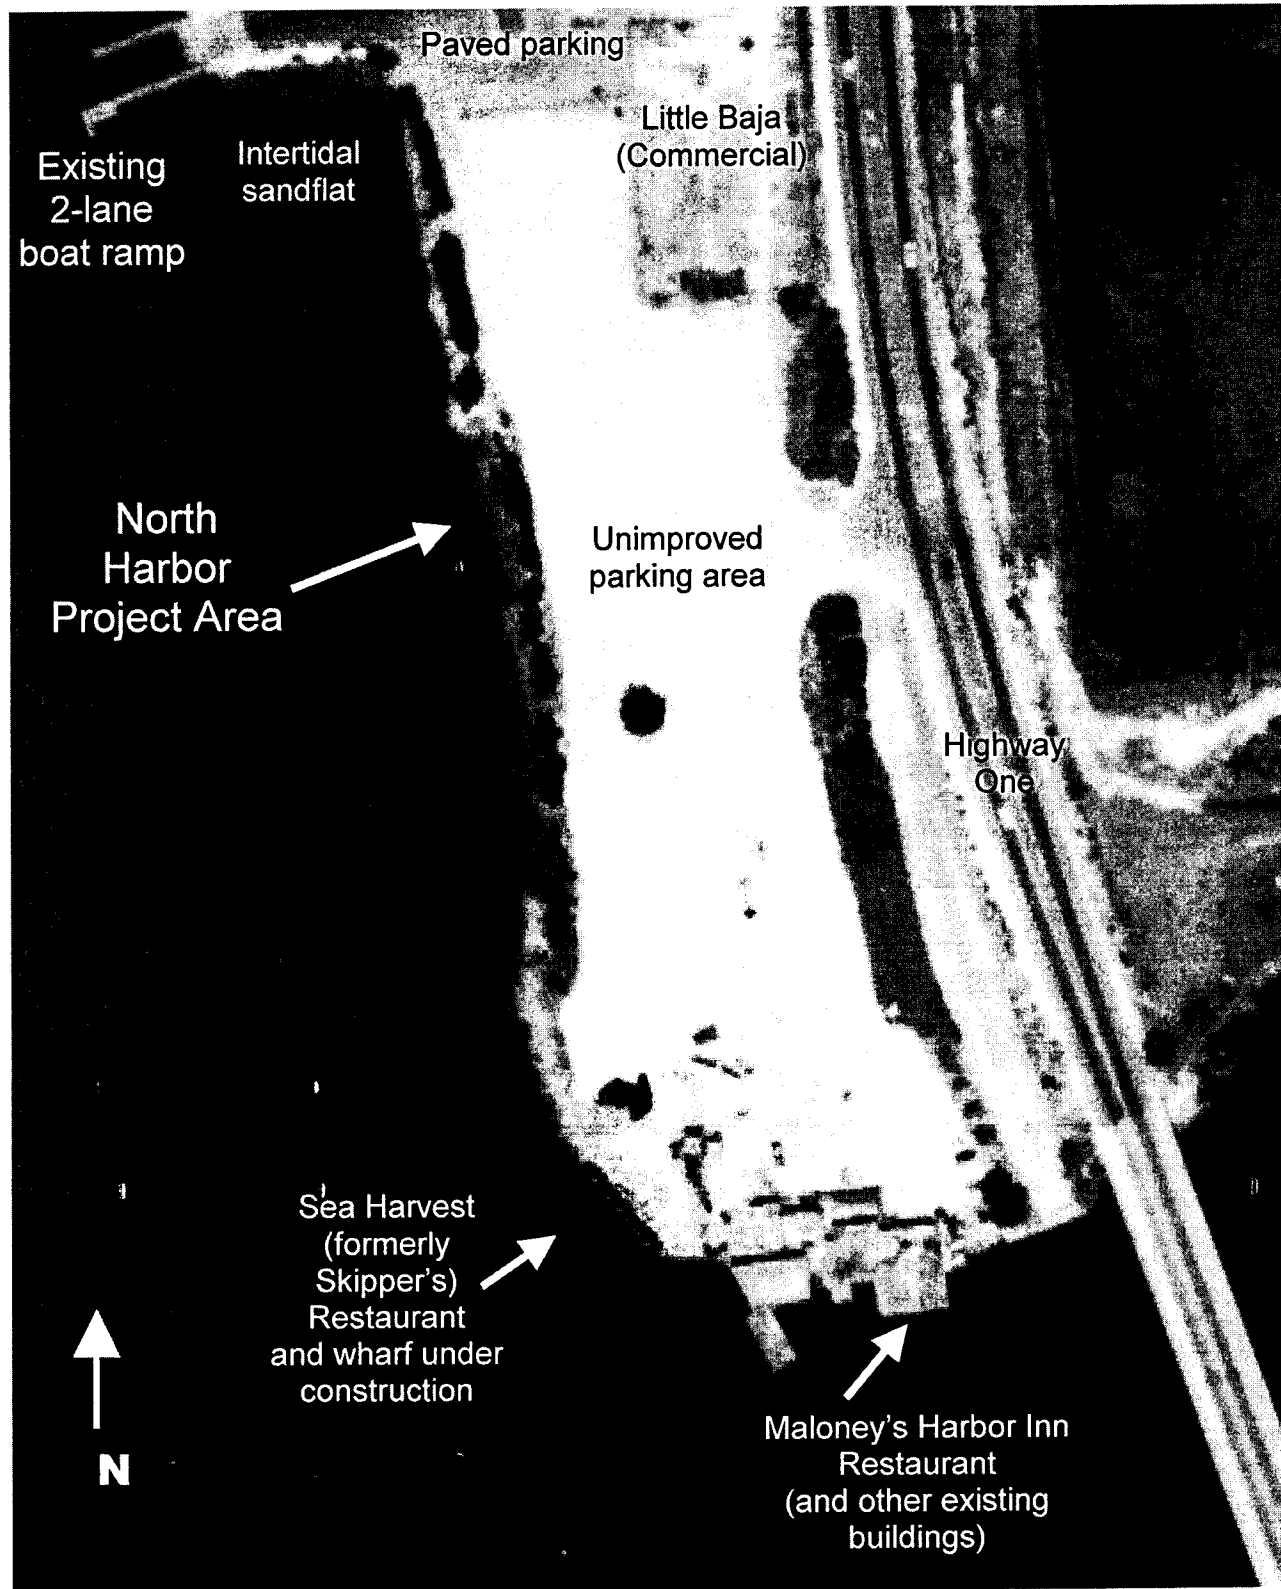 Paved parking
Little Baja
(Commercial)
Existing
2-lane
boat ramp
Intertidal
sandflat
North
Harbor
Project Area
Unimproved
parking area
Highway
One
Sea Harvest
(formerly
Skipper's)
Restaurant
and wharf under
construction
N
Maloney's Harbor Inn
Restaurant
(and other existing
buildings)